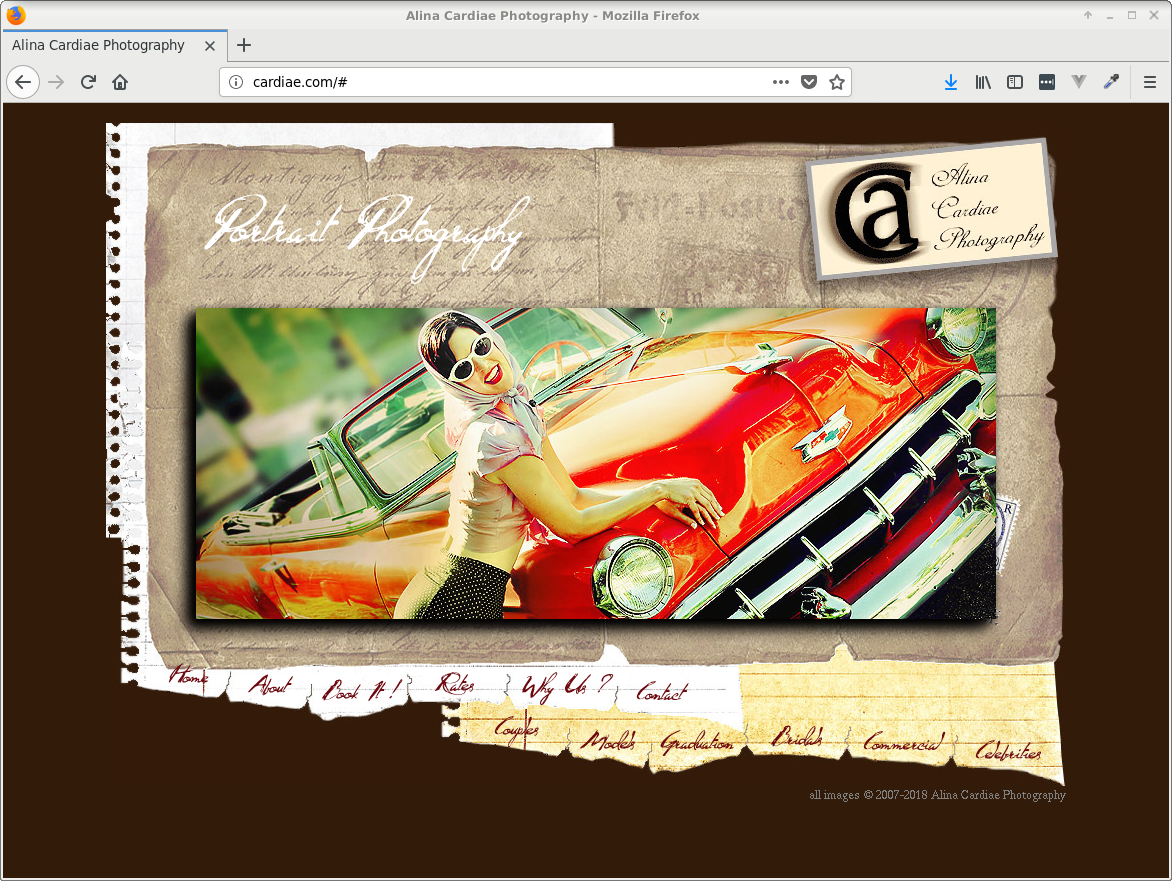 Alina Cardiae Photography - Mozilla Firefox
Alina Cardiae Photography
cardiae.com/#
Alina
Cardiae
Photography
a
Portrait Photography
R
Home
About
Book It !
Rates
Why Us ?
Contact
Couples
Models
Graduation
Bridals
Commercial
Celebrities
all images © 2007-2018 Alina Cardiae Photography